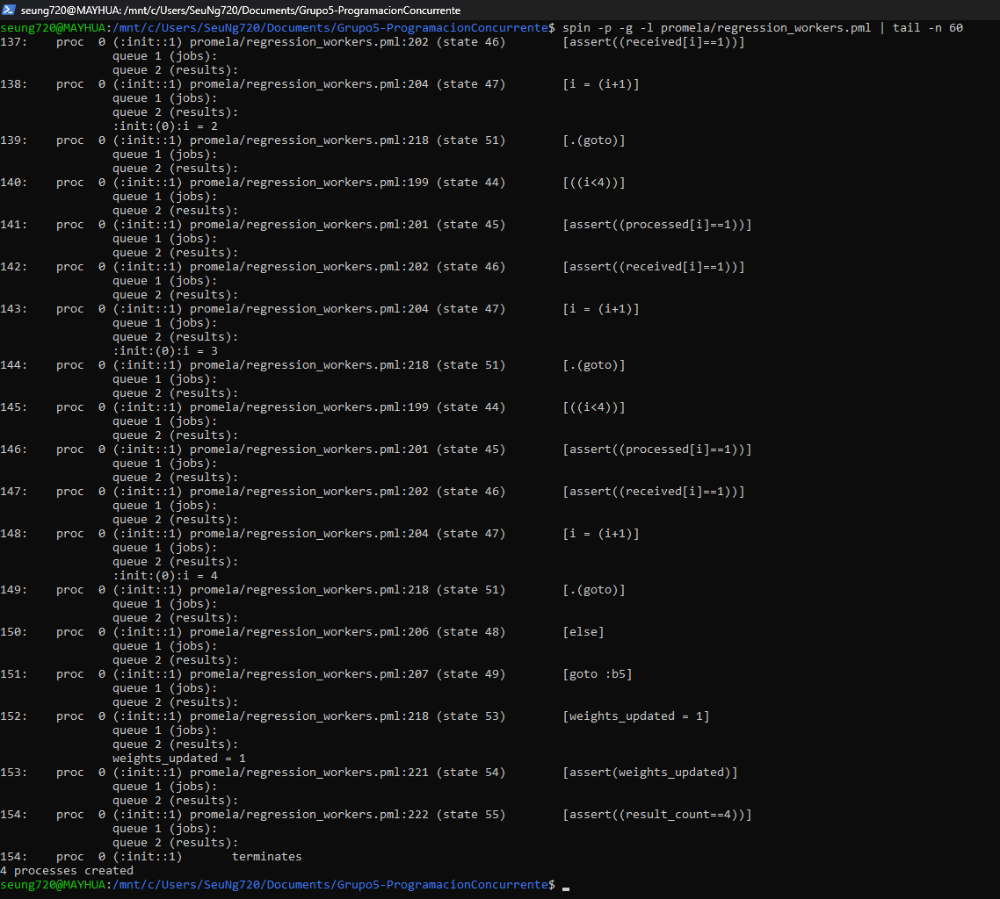 seung720@MAYHUA: /mnt/c/Users/SeuNg720/Documents/Grupo5-ProgramacionConcurrente
seung720@MAYHUA:/mnt/c/Users/SeuNg720/Documents/Grupo5-ProgramacionConcurrente$ spin -p -g -l promela/regression_workers.pml | tail -n 60
137:    proc  0 (:init::1) promela/regression_workers.pml:202 (state 46)        [assert((received[i]==1))]
                queue 1 (jobs):
                queue 2 (results):
138:    proc  0 (:init::1) promela/regression_workers.pml:204 (state 47)        [i = (i+1)]
                queue 1 (jobs):
                queue 2 (results):
                :init:(0):i = 2
139:    proc  0 (:init::1) promela/regression_workers.pml:218 (state 51)        [.(goto)]
                queue 1 (jobs):
                queue 2 (results):
140:    proc  0 (:init::1) promela/regression_workers.pml:199 (state 44)        [((i<4))]
                queue 1 (jobs):
                queue 2 (results):
141:    proc  0 (:init::1) promela/regression_workers.pml:201 (state 45)        [assert((processed[i]==1))]
                queue 1 (jobs):
                queue 2 (results):
142:    proc  0 (:init::1) promela/regression_workers.pml:202 (state 46)        [assert((received[i]==1))]
                queue 1 (jobs):
                queue 2 (results):
143:    proc  0 (:init::1) promela/regression_workers.pml:204 (state 47)        [i = (i+1)]
                queue 1 (jobs):
                queue 2 (results):
                :init:(0):i = 3
144:    proc  0 (:init::1) promela/regression_workers.pml:218 (state 51)        [.(goto)]
                queue 1 (jobs):
                queue 2 (results):
145:    proc  0 (:init::1) promela/regression_workers.pml:199 (state 44)        [((i<4))]
                queue 1 (jobs):
                queue 2 (results):
146:    proc  0 (:init::1) promela/regression_workers.pml:201 (state 45)        [assert((processed[i]==1))]
                queue 1 (jobs):
                queue 2 (results):
147:    proc  0 (:init::1) promela/regression_workers.pml:202 (state 46)        [assert((received[i]==1))]
                queue 1 (jobs):
                queue 2 (results):
148:    proc  0 (:init::1) promela/regression_workers.pml:204 (state 47)        [i = (i+1)]
                queue 1 (jobs):
                queue 2 (results):
                :init:(0):i = 4
149:    proc  0 (:init::1) promela/regression_workers.pml:218 (state 51)        [.(goto)]
                queue 1 (jobs):
                queue 2 (results):
150:    proc  0 (:init::1) promela/regression_workers.pml:206 (state 48)        [else]
                queue 1 (jobs):
                queue 2 (results):
151:    proc  0 (:init::1) promela/regression_workers.pml:207 (state 49)        [goto :b5]
                queue 1 (jobs):
                queue 2 (results):
152:    proc  0 (:init::1) promela/regression_workers.pml:218 (state 53)        [weights_updated = 1]
                queue 1 (jobs):
                queue 2 (results):
                weights_updated = 1
153:    proc  0 (:init::1) promela/regression_workers.pml:221 (state 54)        [assert(weights_updated)]
                queue 1 (jobs):
                queue 2 (results):
154:    proc  0 (:init::1) promela/regression_workers.pml:222 (state 55)        [assert((result_count==4))]
                queue 1 (jobs):
                queue 2 (results):
154:    proc  0 (:init::1)       terminates
4 processes created
seung720@MAYHUA:/mnt/c/Users/SeuNg720/Documents/Grupo5-ProgramacionConcurrente$